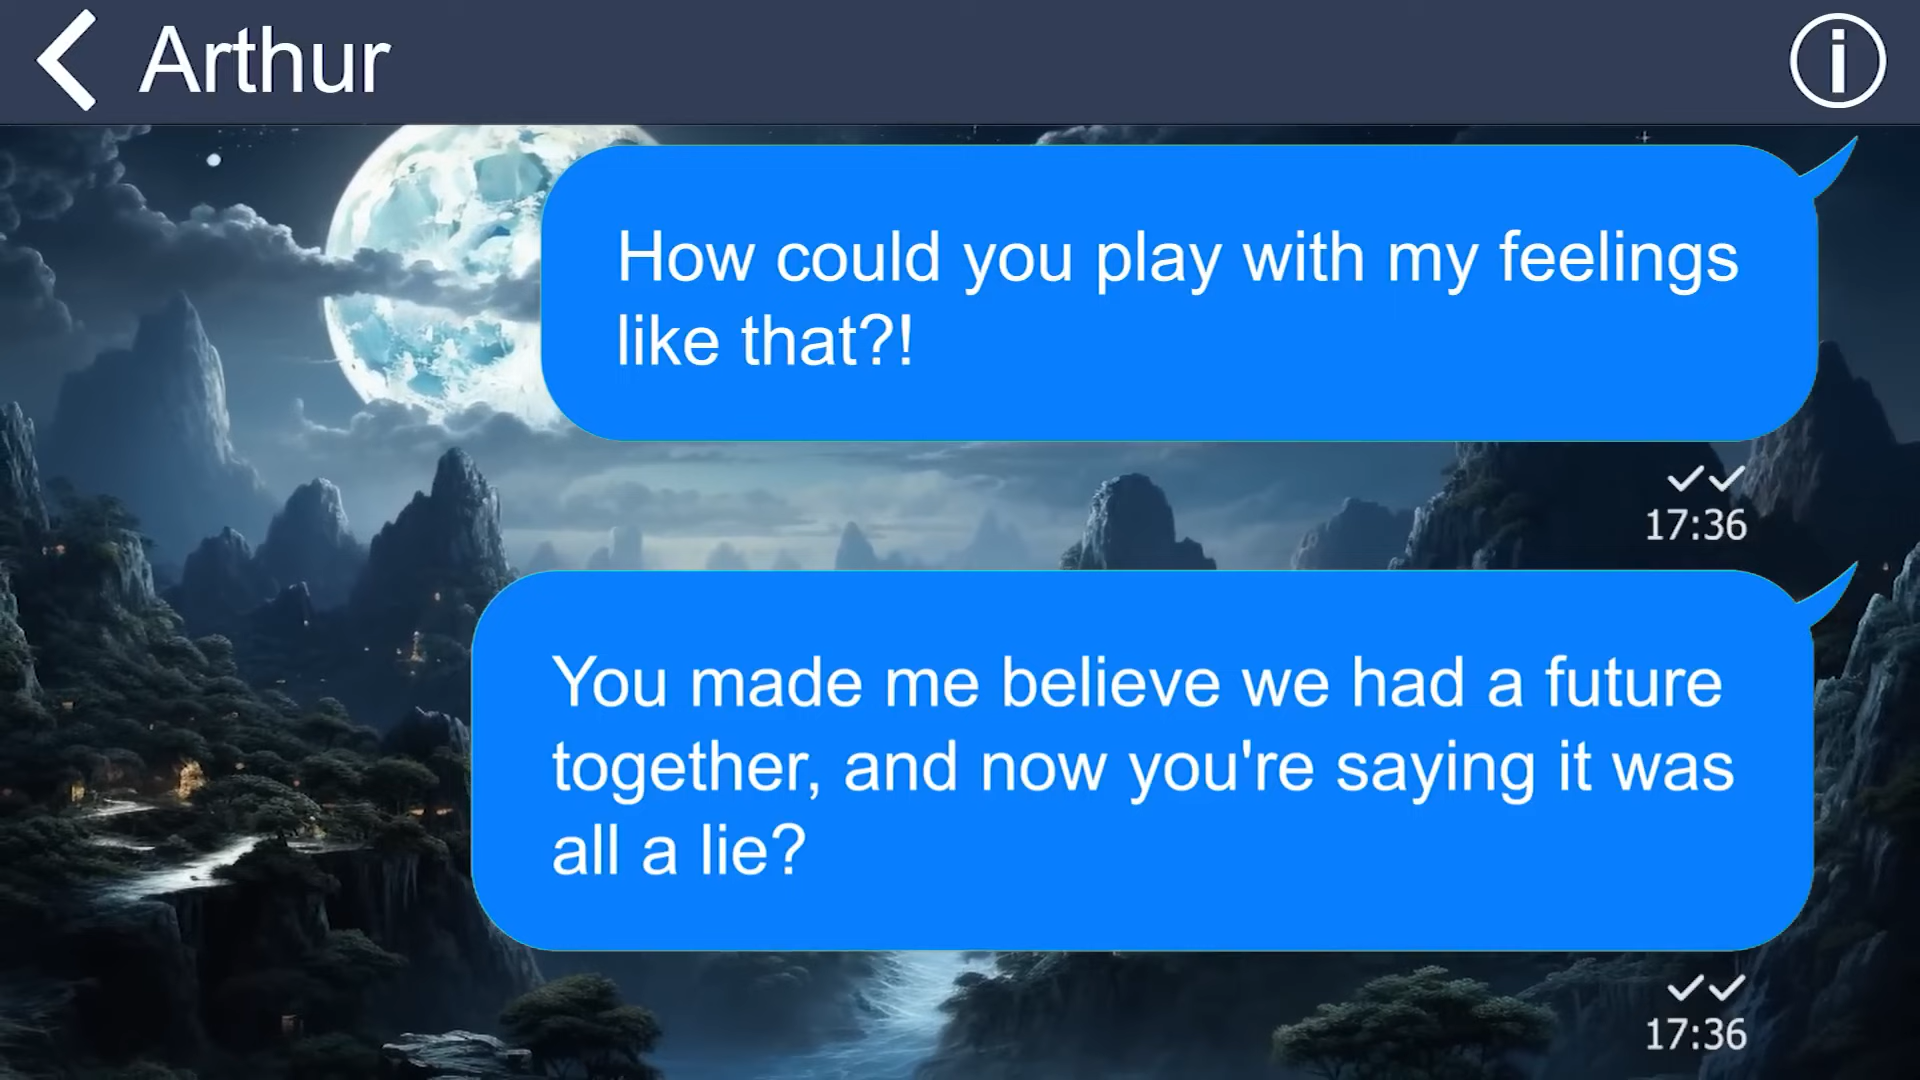 Arthur
How could you play with my feelings
like that?!
17:36
You made me believe we had a future
together, and now you're saying it was
all a lie?
17:36